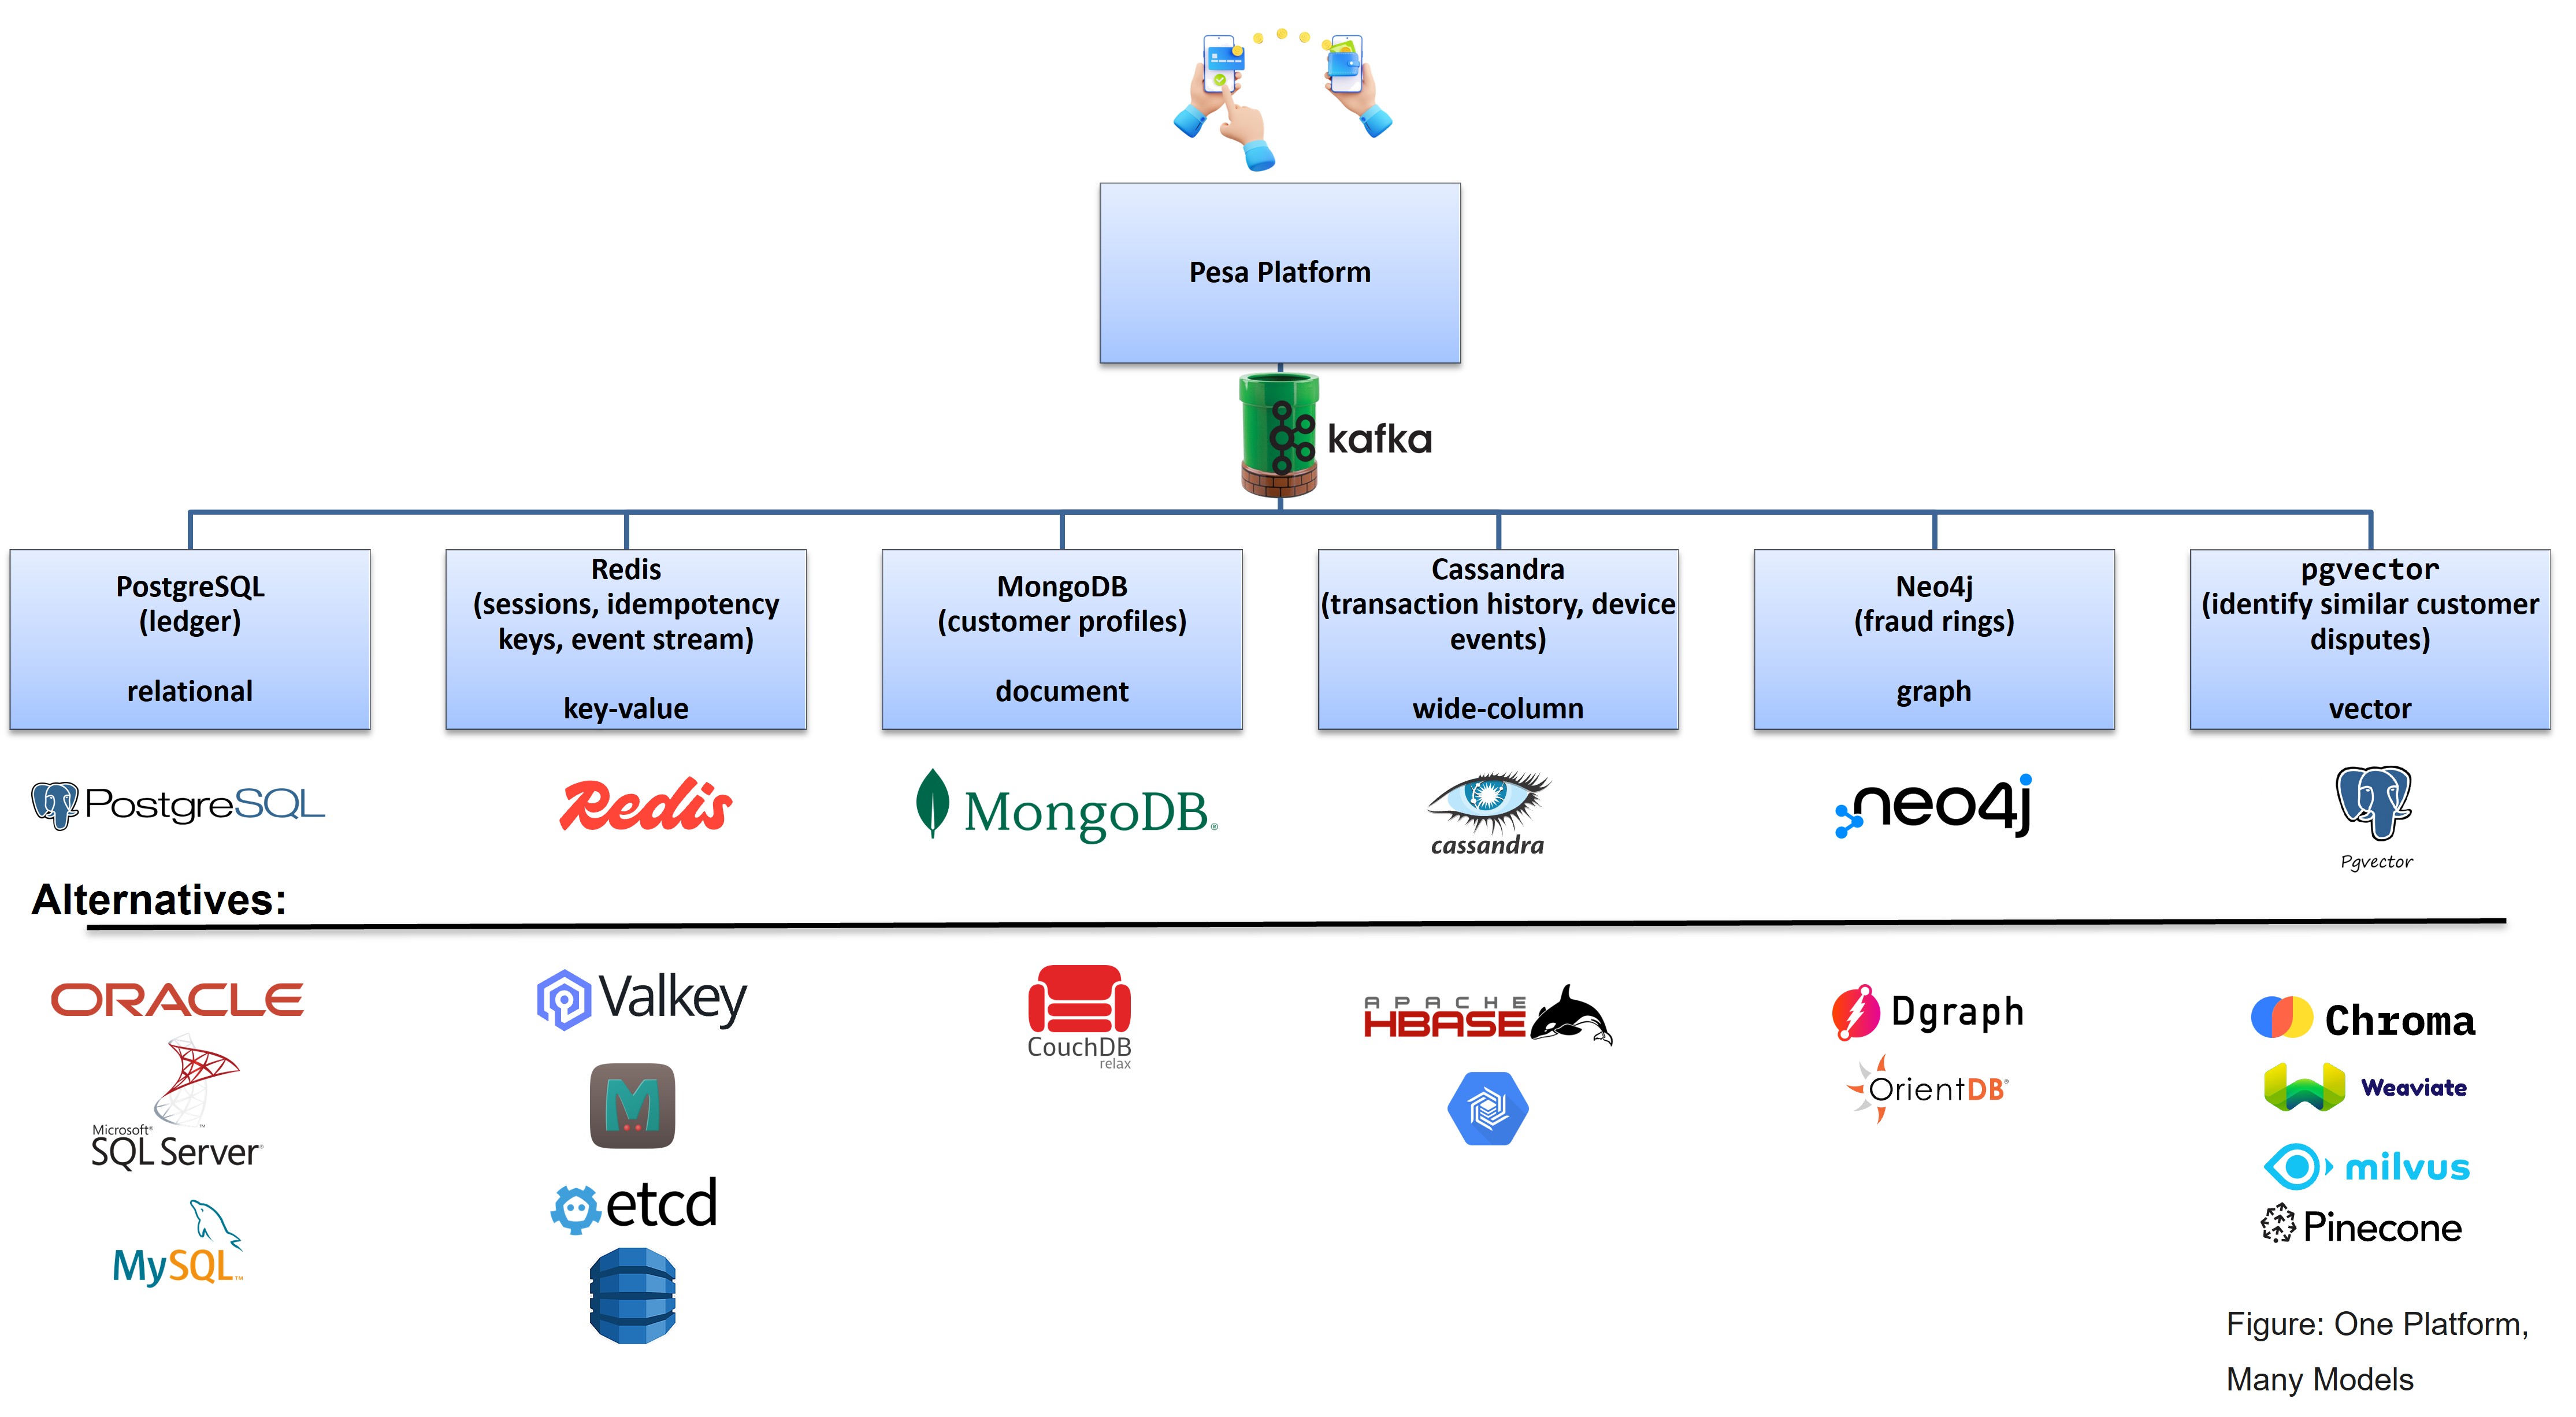 Pesa Platform
kafka
PostgreSQL
(ledger)
relational
Redis
(sessions, idempotency
keys, event stream)
key-value
MongoDB
(customer profiles)
document
Cassandra
(transaction history, device
events)
wide-column
Neo4j
(fraud rings)
graph
pgvector
(identify similar customer
disputes)
vector
PostgreSQL
Redis
MongoDB®
cassandra
neo4j
Pgvector
Alternatives:
ORACLE
Microsoft®
SQL Server®
MySQL™
Valkey
M
etcd
CouchDB
relax
APACHE
HBASE
Dgraph
OrientDB®
Chroma
Weaviate
milvus
Pinecone
Figure: One Platform,
Many Models